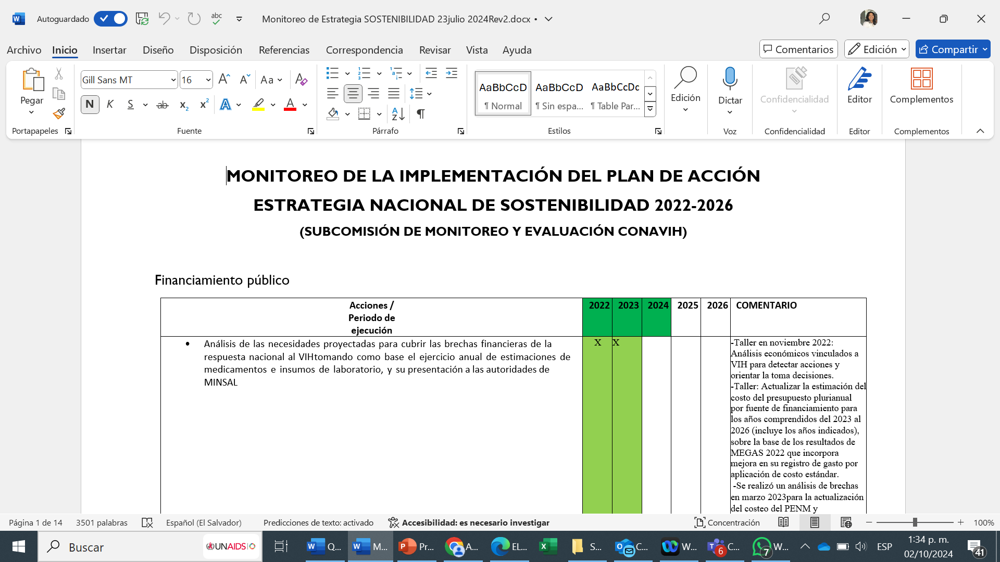 Autoguardado
abc
Monitoreo de Estrategia SOSTENIBILIDAD 23julio 2024Rev2.docx •
Archivo Inicio Insertar Diseño Disposición Referencias Correspondencia Revisar Vista Ayuda
Comentarios Edición Compartir
Pegar
Portapapeles
Gill Sans MT 16
N K S ab x₂ x² A A
Fuente
Párrafo
AaBbCcD AaBbCcD AaBbCcDc
¶ Normal ¶ Sin espa... ¶ Table Par...
Estilos
Edición
Dictar
Voz
Confidencialidad
Confidencialidad
Editor
Editor
Complementos
Complementos
MONITOREO DE LA IMPLEMENTACIÓN DEL PLAN DE ACCIÓN
ESTRATEGIA NACIONAL DE SOSTENIBILIDAD 2022-2026
(SUBCOMISIÓN DE MONITOREO Y EVALUACIÓN CONAVIH)
Financiamiento público
Acciones /
Periodo de
ejecución
2022 2023 2024 2025 2026 COMENTARIO
• Análisis de las necesidades proyectadas para cubrir las brechas financieras de la
respuesta nacional al VIHtomando como base el ejercicio anual de estimaciones de
medicamentos e insumos de laboratorio, y su presentación a las autoridades de
MINSAL
X X
-Taller en noviembre 2022:
Análisis económicos vinculados a
VIH para detectar acciones y
orientar la toma decisiones.
-Taller: Actualizar la estimación del
costo del presupuesto plurianual
por fuente de financiamiento para
los años comprendidos del 2023 al
2026 (incluye los años indicados),
sobre la base de los resultados de
MEGAS 2022 que incorpora
mejora en su registro de gasto por
aplicación de costo estándar.
-Se realizó un análisis de brechas
en marzo 2023para la actualización
del costeo del PENM y
Página 1 de 14 3501 palabras Español (El Salvador) Predicciones de texto: activado Accesibilidad: es necesario investigar Concentración 100%
Buscar UNAIDS Q... M... Pr... A... EL... S... C... W... C... 6 W... 7 ESP
1:34 p. m.
02/10/2024
41